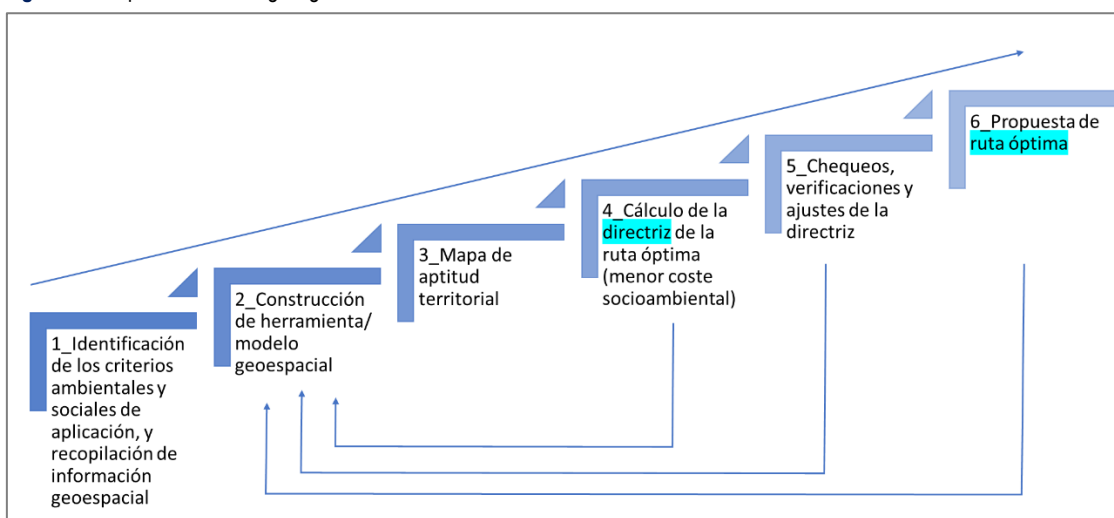 1_Identificación
de los criterios
ambientales y
sociales de
aplicación, y
recopilación de
información
geoespacial
2_Construcción
de herramienta/
modelo
geoespacial
3_Mapa de
aptitud
territorial
4_Cálculo de la
directriz de la
ruta óptima
(menor coste
socioambiental)
5_Chequeos,
verificaciones y
ajustes de la
directriz
6_Propuesta de
ruta óptima